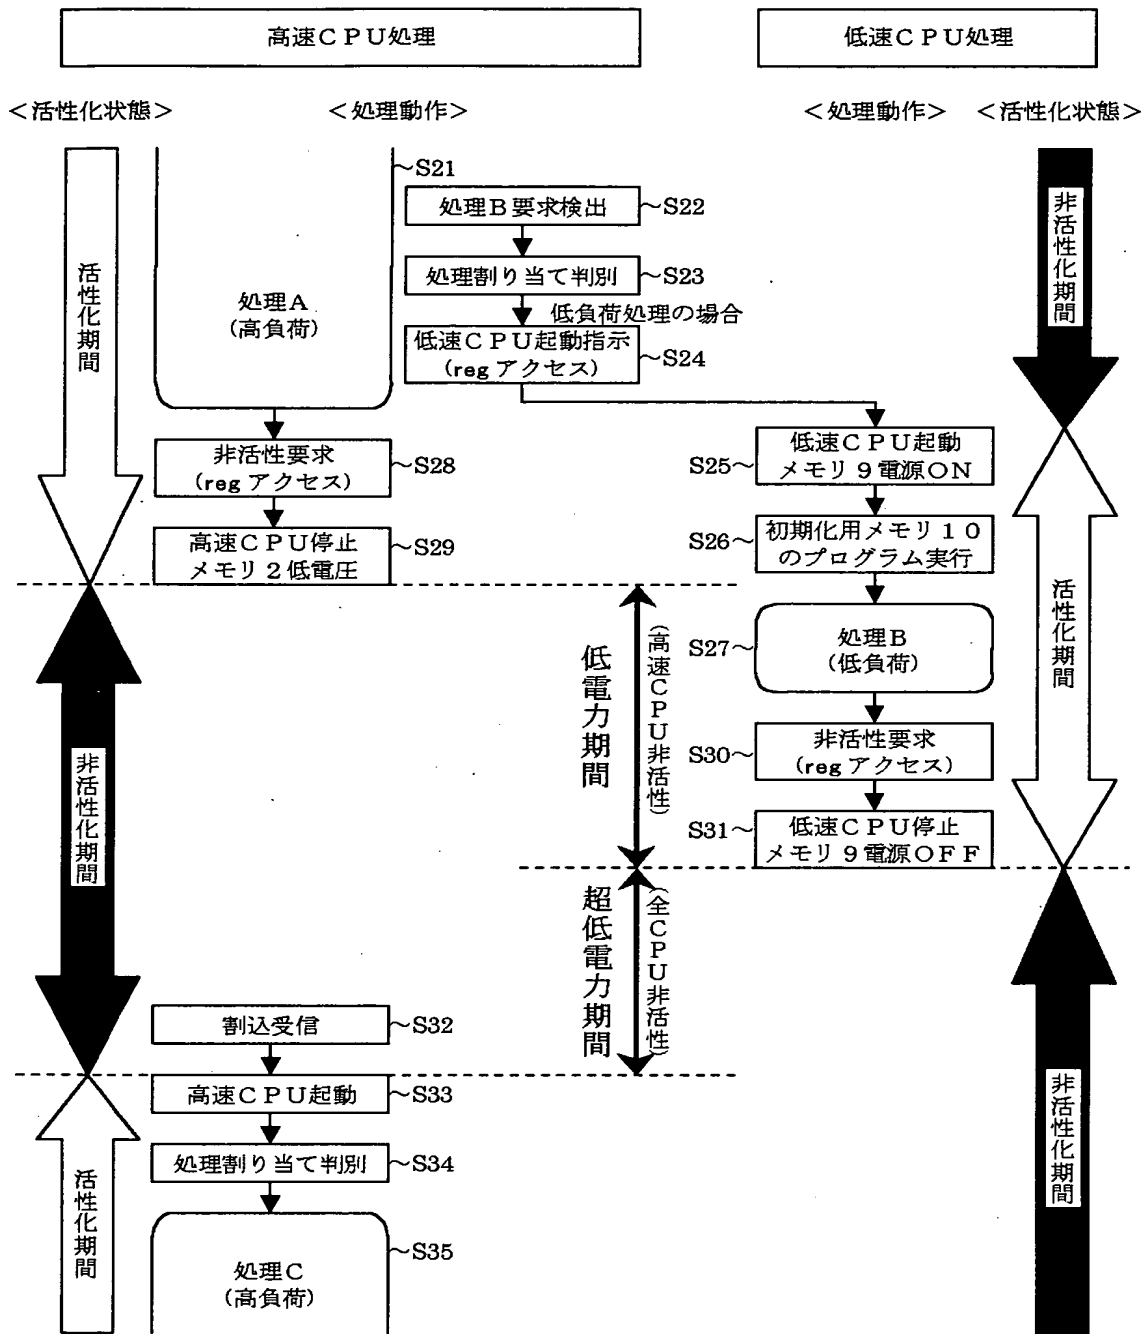 高速CPU処理
低速CPU処理
<活性化状態>
<処理動作>
<処理動作>
<活性化状態>
処理A
(高負荷)
~S21
処理B要求検出
~S22
処理割り当て判別
~S23
低負荷処理の場合
低速CPU起動指示
(regアクセス)
~S24
活性化期間
非活性化期間
非活性要求
(regアクセス)
~S28
高速CPU停止
メモリ2低電圧
~S29
S25~
低速CPU起動
メモリ9電源ON
S26~
初期化用メモリ10
のプログラム実行
S27~
処理B
(低負荷)
S30~
非活性要求
(regアクセス)
S31~
低速CPU停止
メモリ9電源OFF
活性化期間
低電力期間
(高速CPU非活性)
非活性化期間
超低電力期間
(全CPU非活性)
割込受信
~S32
高速CPU起動
~S33
処理割り当て判別
~S34
処理C
(高負荷)
~S35
活性化期間
非活性化期間